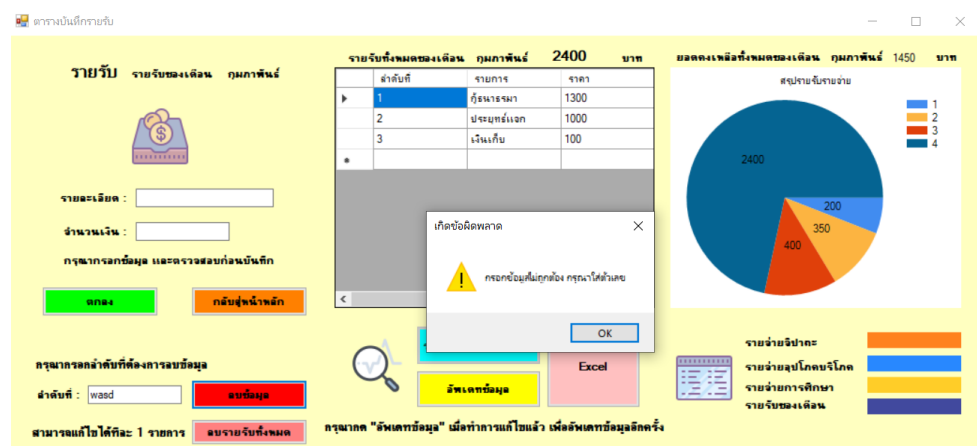 ตารางบันทึกรายรับ
รายรับ รายรับของเดือน กุมภาพันธ์
รายรับทั้งหมดของเดือน กุมภาพันธ์ 2400 บาท
ยอดคงเหลือทั้งหมดของเดือน กุมภาพันธ์ 1450 บาท
ลำดับที่ รายการ ราคา
1 กู้ธนาธรมา 1300
2 ประยุทธ์แจก 1000
3 เงินเก็บ 100
สรุปรายรับรายจ่าย
1
2
3
4
2400
200
350
400
รายละเอียด :
จำนวนเงิน :
กรุณากรอกข้อมูล และตรวจสอบก่อนบันทึก
ตกลง
กลับสู่หน้าหลัก
เกิดข้อผิดพลาด
กรอกข้อมูลไม่ถูกต้อง กรุณาใส่ตัวเลข
OK
Excel
อัพเดทข้อมูล
กรุณากรอกลำดับที่ต้องการลบข้อมูล
ลำดับที่ : wasd
ลบข้อมูล
สามารถแก้ไขได้ทีละ 1 รายการ
ลบรายรับทั้งหมด
กรุณากด "อัพเดทข้อมูล" เมื่อทำการแก้ไขแล้ว เพื่ออัพเดทข้อมูลอีกครั้ง
รายจ่ายจิปาถะ
รายจ่ายอุปโภคบริโภค
รายจ่ายการศึกษา
รายรับของเดือน